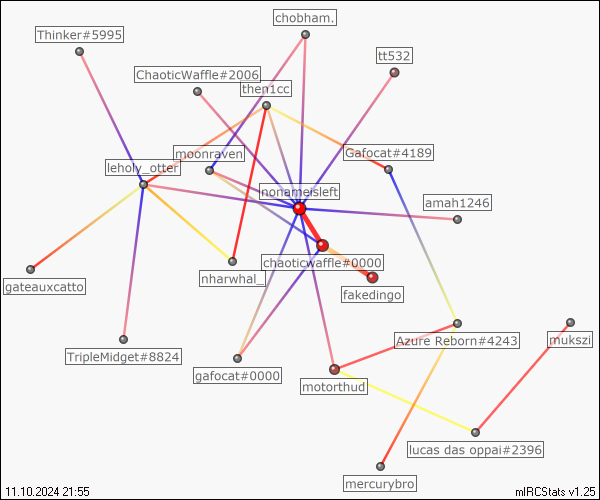 chobham.
Thinker#5995
tt532
ChaoticWaffle#2006
then1cc
moonraven
Gafocat#4189
leholy_otter
nonameisleft
amah1246
chaoticwaffle#0000
nharwhal_
gateauxcatto
fakedingo
Azure Reborn#4243
mukszi
TripleMidget#8824
gafocat#0000
motorthud
lucas das oppai#2396
mercurybro
11.10.2024 21:55
mIRCStats v1.25